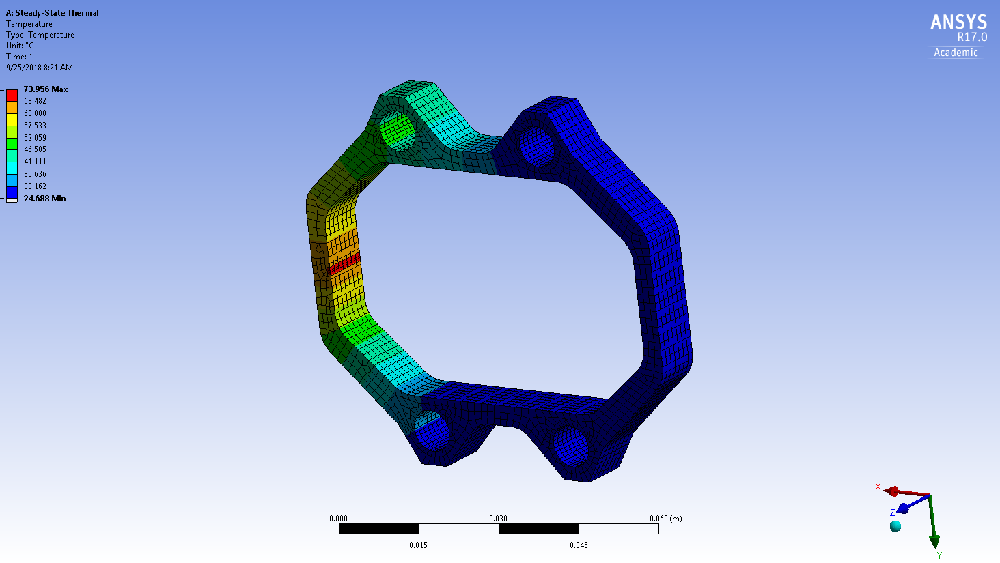 A: Steady-State Thermal
Temperature
Type: Temperature
Unit: °C
Time: 1
9/25/2018 8:21 AM
73.956 Max
68.482
63.008
57.533
52.059
46.585
41.111
35.636
30.162
24.688 Min
ANSYS
R17.0
Academic
0.000 0.030 0.060 (m)
0.015 0.045
X
Z
Y